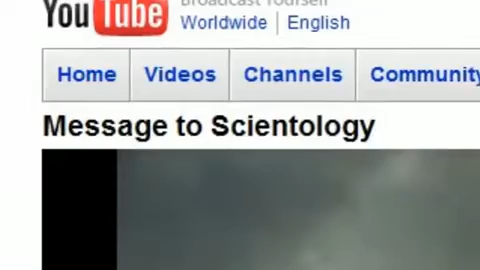 YouTube
Broadcast Yourself
Worldwide English
Home Videos Channels Community
Message to Scientology